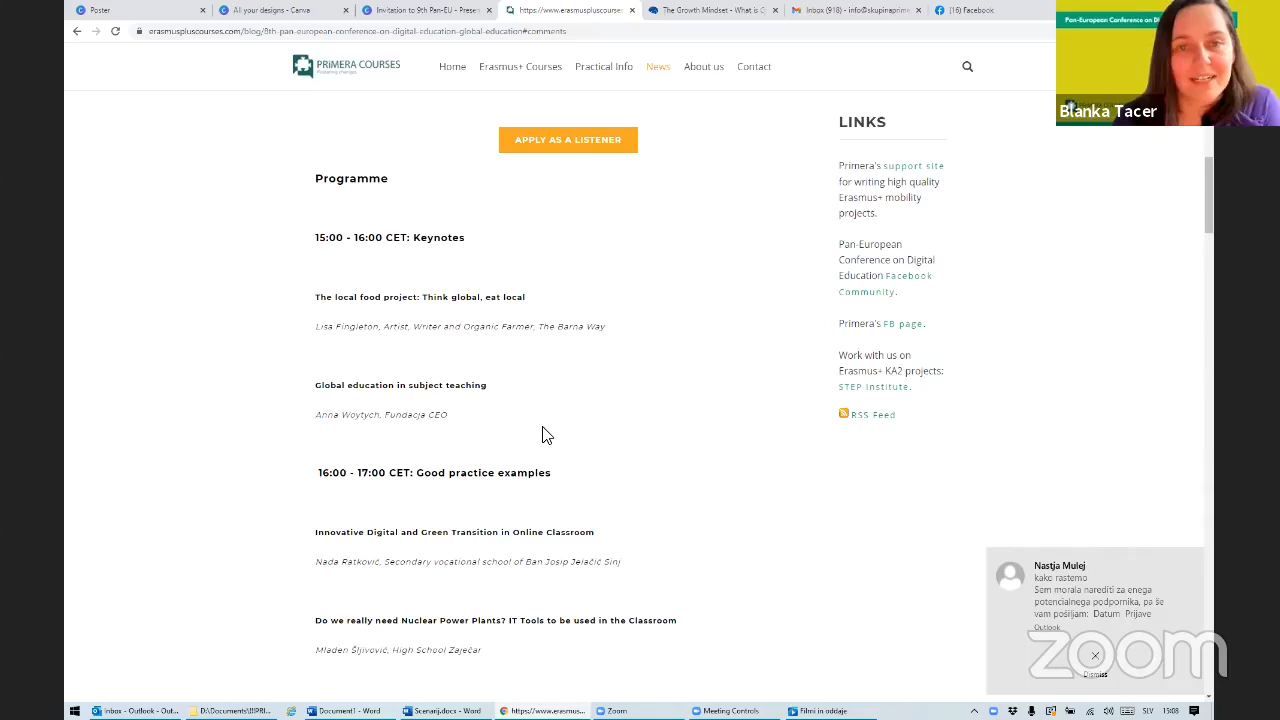 Poster
All your designs - Canva
Invitation to 9th Pan-EU - Present
https://www.erasmuspluscourses
The Growth Mindset - What is G
Inbox (918) - info@skupinaprime
(16) Facebook
erasmuspluscourses.com/blog/8th-pan-european-conference-on-digital-education-global-education#comments
PRiMERA COURSES
Home
Erasmus+ Courses
Practical Info
News
About us
Contact
Blanka Tacer
APPLY AS A LISTENER
Programme
15:00 - 16:00 CET: Keynotes
The local food project: Think global, eat local
Lisa Fingleton, Artist, Writer and Organic Farmer, The Barna Way
Global education in subject teaching
Anna Woytych, Fundacja CEO
16:00 - 17:00 CET: Good practice examples
Innovative Digital and Green Transition in Online Classroom
Nada Ratković, Secondary vocational school of Ban Josip Jelačić Sinj
Do we really need Nuclear Power Plants? IT Tools to be used in the Classroom
Mladen Šljivović, High School Zaječar
LINKS
Primera's support site
for writing high quality
Erasmus+ mobility
projects.
Pan-European
Conference on Digital
Education Facebook
Community.
Primera's FB page.
Work with us on
Erasmus+ KA2 projects:
STEP Institute.
RSS Feed
Nastja Mulej
kako rastemo
Sem morala narediti za enega
potencialnega podpornika, pa še
vam pošiljam: Datum Prijave
Outlook
Dismiss
zoom
Inbox - Outlook - Out...
D:\Documents\!!PRI...
Document1 - Word
Scenarij.docx - Word
https://www.erasmus...
Zoom
Meeting Controls
Filmi in oddaje
SLV
15:08